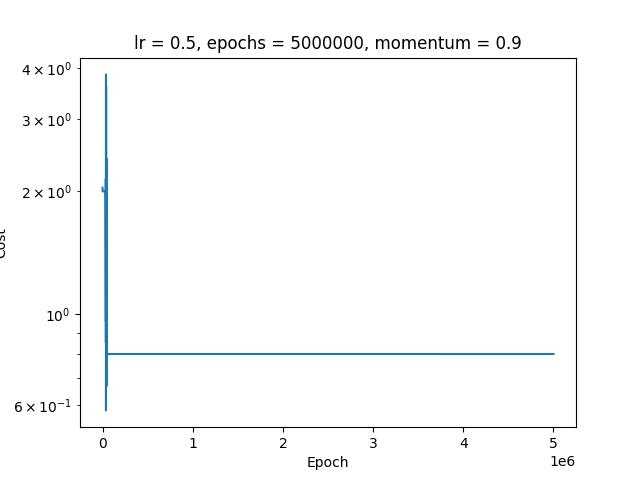 lr = 0.5, epochs = 5000000, momentum = 0.9
4 × 10⁰
3 × 10⁰
2 × 10⁰
10⁰
6 × 10⁻¹
Cost
0 1 2 3 4 5
1e6
Epoch